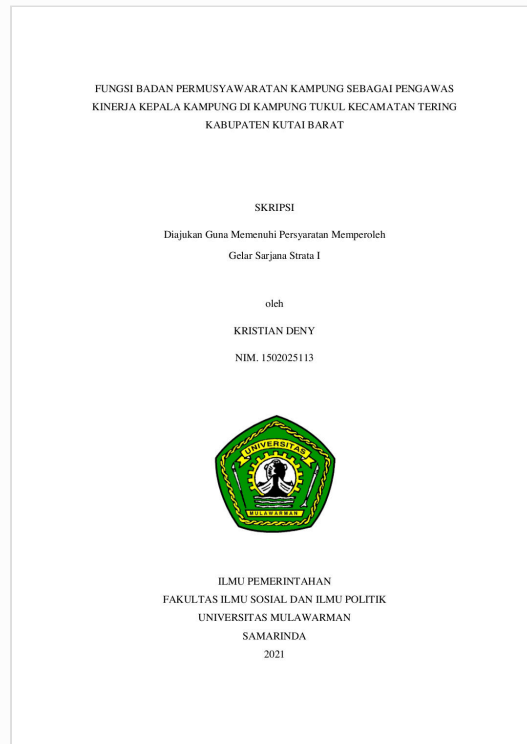 FUNGSI BADAN PERMUSYAWARATAN KAMPUNG SEBAGAI PENGAWAS
KINERJA KEPALA KAMPUNG DI KAMPUNG TUKUL KECAMATAN TERING
KABUPATEN KUTAI BARAT
SKRIPSI
Diajukan Guna Memenuhi Persyaratan Memperoleh
Gelar Sarjana Strata I
oleh
KRISTIAN DENY
NIM. 1502025113
UNIVERSITAS
MULAWARMAN
ILMU PEMERINTAHAN
FAKULTAS ILMU SOSIAL DAN ILMU POLITIK
UNIVERSITAS MULAWARMAN
SAMARINDA
2021